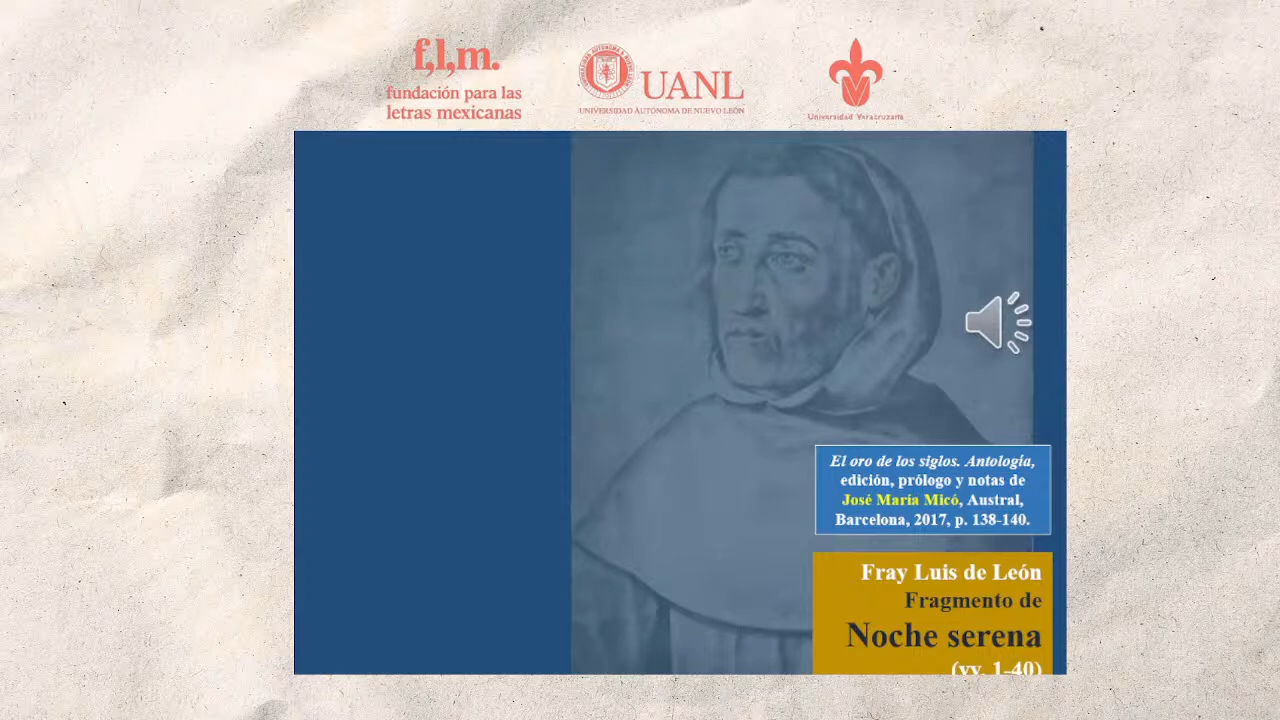 f,l,m.
fundación para las
letras mexicanas
UANL
UNIVERSIDAD AUTÓNOMA DE NUEVO LEÓN
Universidad Veracruzana
El oro de los siglos. Antología,
edición, prólogo y notas de
José María Micó, Austral,
Barcelona, 2017, p. 138-140.
Fray Luis de León
Fragmento de
Noche serena
(vv. 1-40)